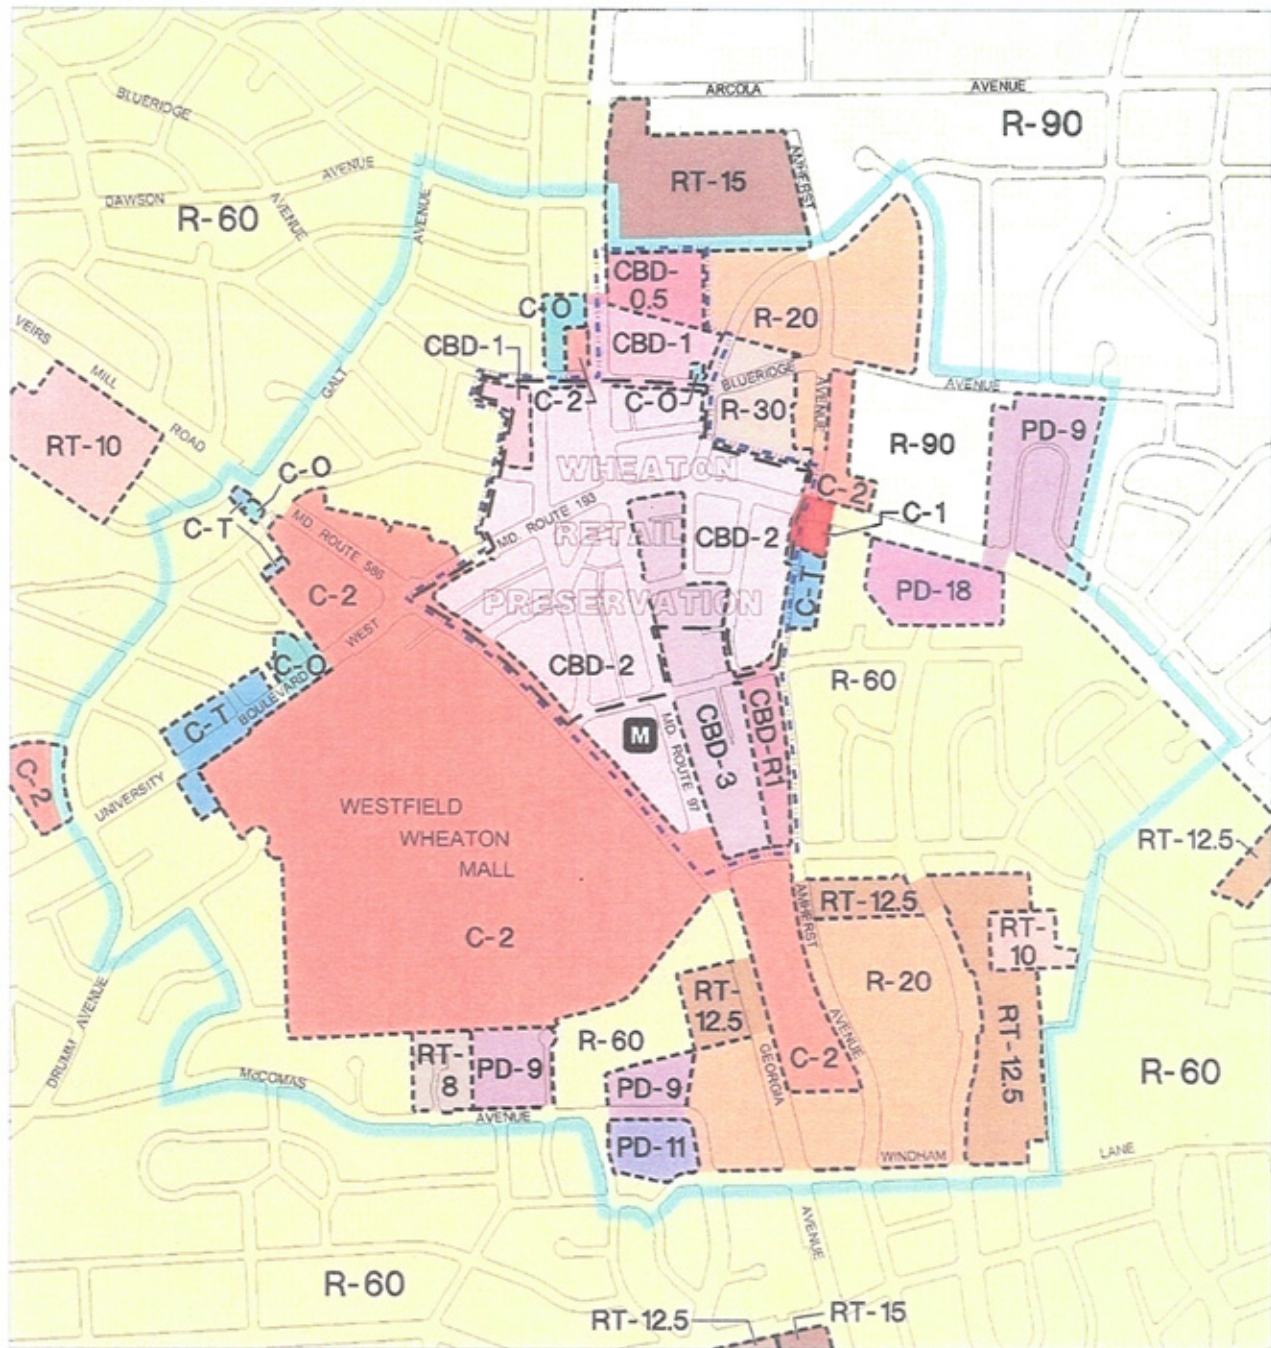 ARCOLA AVENUE
R-90
BLUERIDGE
AVENUE
DAWSON AVENUE
R-60
AVENUE
GALT
RT-15
AMHERST
CBD-
0.5
C-O
R-20
CBD-1
CBD-1
C-2
C-O
BLUERIDGE
AVENUE
R-30
AVENUE
VEIRS
MILL
ROAD
RT-10
R-90
PD-9
WHEATON
RETAIL
PRESERVATION
MD. ROUTE 193
CBD-2
C-2
C-1
C-T
C-O
C-T
MD. ROUTE 586
C-2
WEST
PD-18
CBD-2
R-60
C-O
BOULEVARD
C-T
UNIVERSITY
C-2
M
MD. ROUTE 97
CBD-3
CBD-R1
WESTFIELD
WHEATON
MALL
C-2
RT-12.5
RT-12.5
AMHERST
AVENUE
RT-
10
R-20
RT-
12.5
RT-12.5
C-2
GEORGIA
R-60
R-60
DRUMM AVENUE
McCOMAS
AVENUE
RT-
8
PD-9
PD-9
PD-11
WINDHAM
LANE
AVENUE
R-60
RT-12.5
RT-15